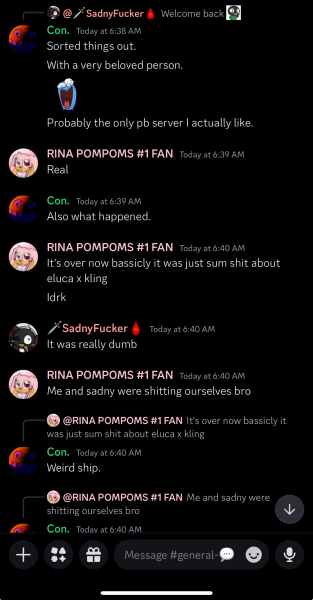 @🗡SadnyFucker🩸 Welcome back
Con. Today at 6:38 AM
Sorted things out.
With a very beloved person.
Probably the only pb server I actually like.
RINA POMPOMS #1 FAN Today at 6:39 AM
Real
Con. Today at 6:39 AM
Also what happened.
RINA POMPOMS #1 FAN Today at 6:40 AM
It's over now bassicly it was just sum shit about
eluca x kling
Idrk
🗡SadnyFucker🩸 Today at 6:40 AM
It was really dumb
RINA POMPOMS #1 FAN Today at 6:40 AM
Me and sadny were shitting ourselves bro
@RINA POMPOMS #1 FAN It's over now bassicly it
was just sum shit about eluca x kling
Con. Today at 6:40 AM
Weird ship.
@RINA POMPOMS #1 FAN Me and sadny were
shitting ourselves bro
Con. Today at 6:40 AM
Message #general-💬